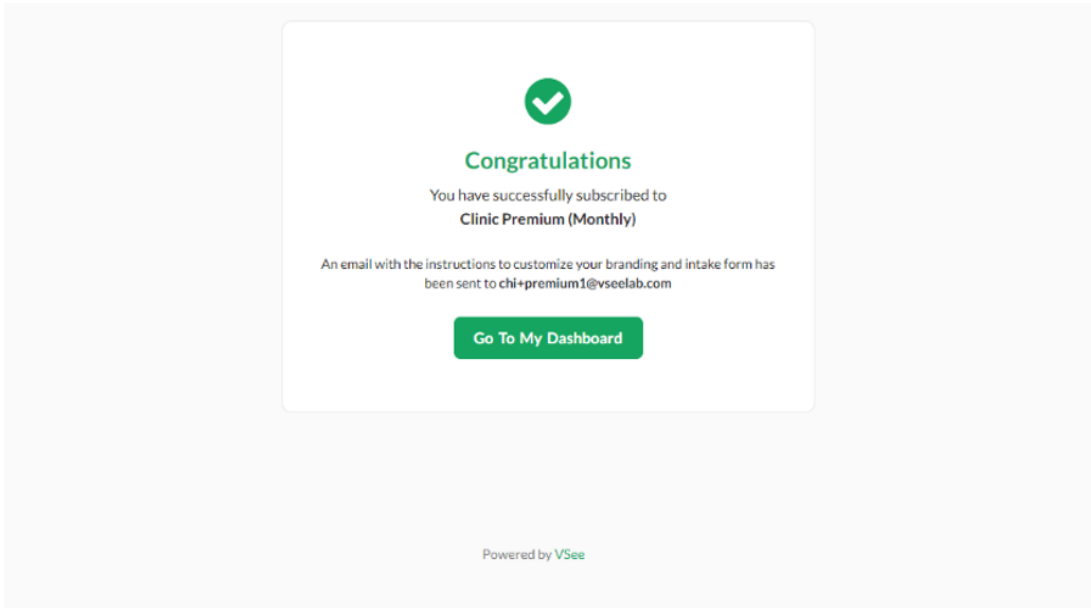 Congratulations
You have successfully subscribed to
Clinic Premium (Monthly)
An email with the instructions to customize your branding and intake form has
been sent to chi+premium1@vseelab.com
Go To My Dashboard
Powered by VSee